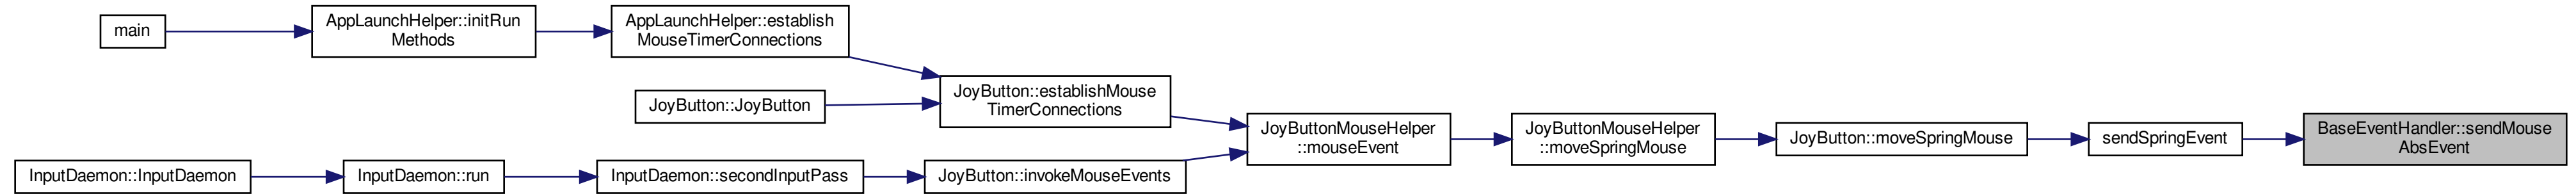 main
AppLaunchHelper::initRun
Methods
AppLaunchHelper::establish
MouseTimerConnections
JoyButton::JoyButton
JoyButton::establishMouse
TimerConnections
InputDaemon::InputDaemon
InputDaemon::run
InputDaemon::secondInputPass
JoyButton::invokeMouseEvents
JoyButtonMouseHelper
::mouseEvent
JoyButtonMouseHelper
::moveSpringMouse
JoyButton::moveSpringMouse
sendSpringEvent
BaseEventHandler::sendMouse
AbsEvent